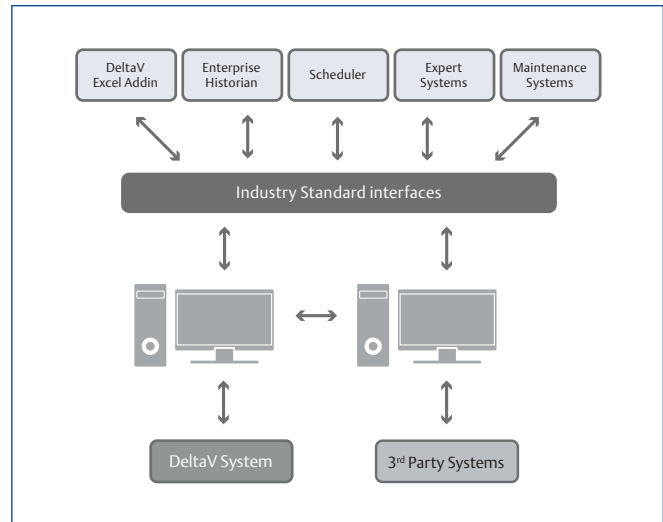 DeltaV
Excel Addin
Enterprise
Historian
Scheduler
Expert
Systems
Maintenance
Systems
Industry Standard interfaces
DeltaV System
3rd Party Systems